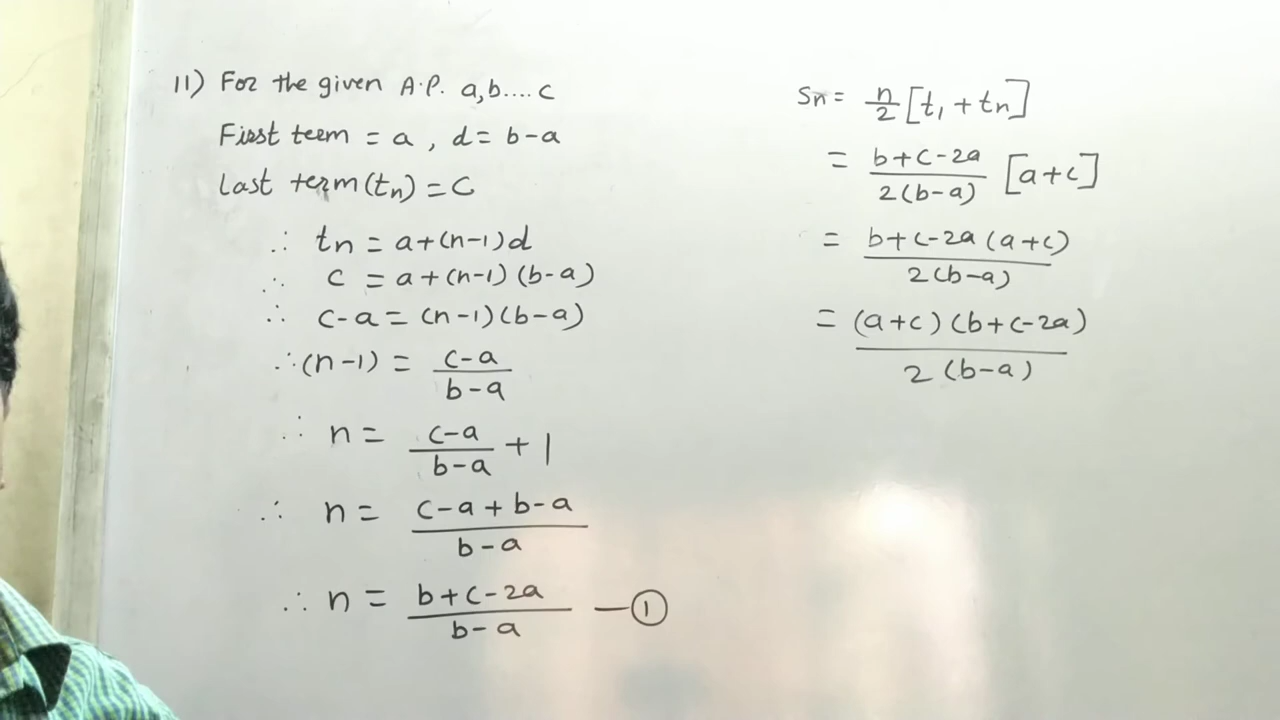 11) For the given A.P. a,b....c
First term = a , d = b-a
Last term(tn) = C
∴ tn = a+(n-1)d
∴ c = a+(n-1)(b-a)
∴ c-a = (n-1)(b-a)
∴ (n-1) = (c-a)/(b-a)
∴ n = (c-a)/(b-a) + 1
∴ n = (c-a+b-a)/(b-a)
∴ n = (b+c-2a)/(b-a) —①
Sn = n/2 [t₁ + tn]
= (b+c-2a)/(2(b-a)) [a+c]
= b+c-2a(a+c)/(2(b-a))
= (a+c)(b+c-2a)/(2(b-a))